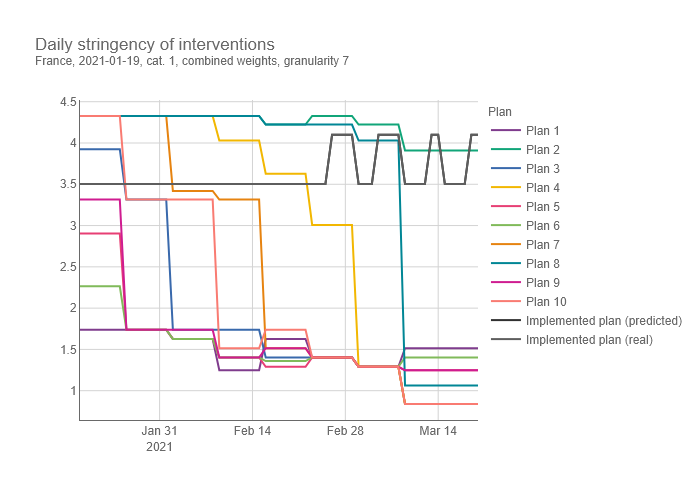 Daily stringency of interventions
France, 2021-01-19, cat. 1, combined weights, granularity 7
4.5
4
3.5
3
2.5
2
1.5
1
Jan 31
2021
Feb 14
Feb 28
Mar 14
Plan
Plan 1
Plan 2
Plan 3
Plan 4
Plan 5
Plan 6
Plan 7
Plan 8
Plan 9
Plan 10
Implemented plan (predicted)
Implemented plan (real)